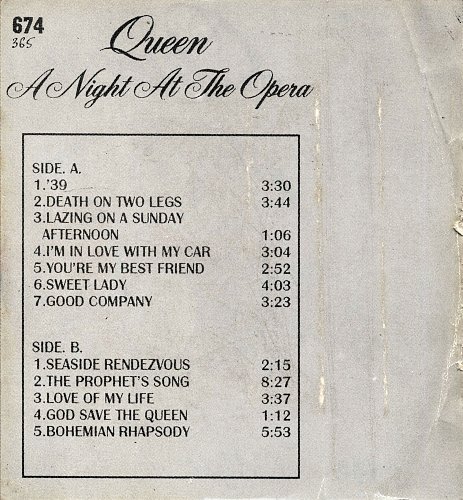 674
365
Queen
A Night At The Opera
SIDE. A.
1.'39 3:30
2.DEATH ON TWO LEGS 3:44
3.LAZING ON A SUNDAY
AFTERNOON 1:06
4.I'M IN LOVE WITH MY CAR 3:04
5.YOU'RE MY BEST FRIEND 2:52
6.SWEET LADY 4:03
7.GOOD COMPANY 3:23
SIDE. B.
1.SEASIDE RENDEZVOUS 2:15
2.THE PROPHET'S SONG 8:27
3.LOVE OF MY LIFE 3:37
4.GOD SAVE THE QUEEN 1:12
5.BOHEMIAN RHAPSODY 5:53